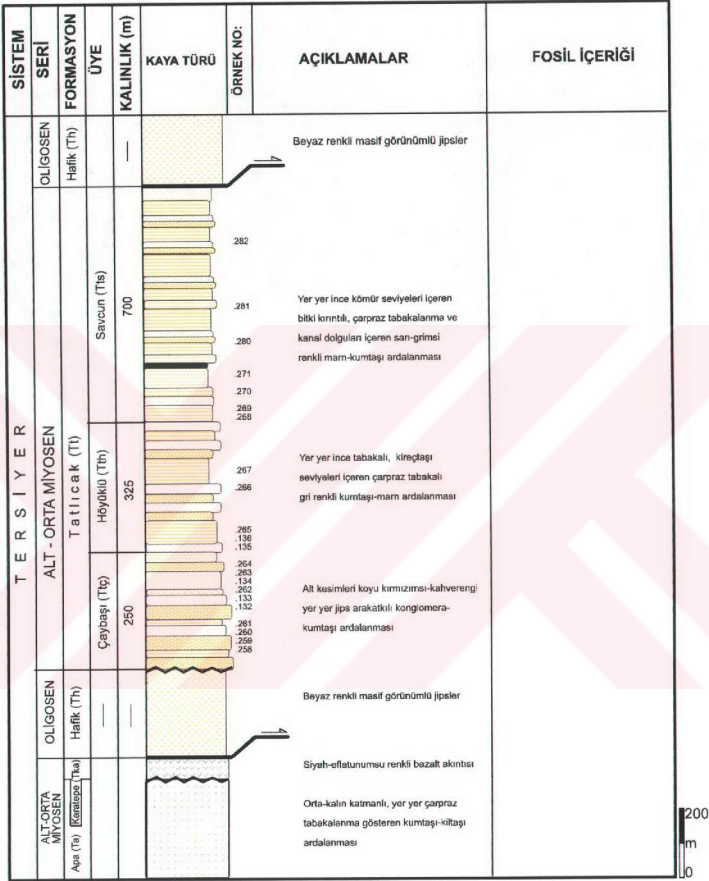 SİSTEM
SERİ
FORMASYON
ÜYE
KALINLIK (m)
KAYA TÜRÜ
ÖRNEK NO:
AÇIKLAMALAR
FOSİL İÇERİĞİ
TERSİYER
OLİGOSEN
Hafik (Th)
—
Beyaz renkli masif görünümlü jipsler
ALT - ORTA MİYOSEN
Tatlıcak (Tt)
Savcun (Tts)
700
.282
.281
.280
.271
.270
.269
.268
Yer yer ince kömür seviyeleri içeren
bitki kırıntılı, çarpraz tabakalanma ve
kanal dolguları içeren sarı-grimsi
renkli marn-kumtaşı ardalanması
Höyüklü (Tth)
325
.267
.266
.265
.136
.135
Yer yer ince tabakalı, kireçtaşı
seviyeleri içeren çarpraz tabakalı
gri renkli kumtaşı-marn ardalanması
Çaybaşı (Ttç)
250
.264
.263
.134
.262
.133
.132
.261
.260
.259
.258
Alt kesimleri koyu kırmızımsı-kahverengi
yer yer jips arakatkılı konglomera-
kumtaşı ardalanması
OLİGOSEN
Hafik (Th)
—
—
Beyaz renkli masif görünümlü jipsler
ALT-ORTA
MİYOSEN
Apa (Ta)
Karatepe (Tka)
Siyah-eflatunumsu renkli bazalt akıntısı
Orta-kalın katmanlı, yer yer çarpraz
tabakalanma gösteren kumtaşı-kiltaşı
ardalanması
200
m
0